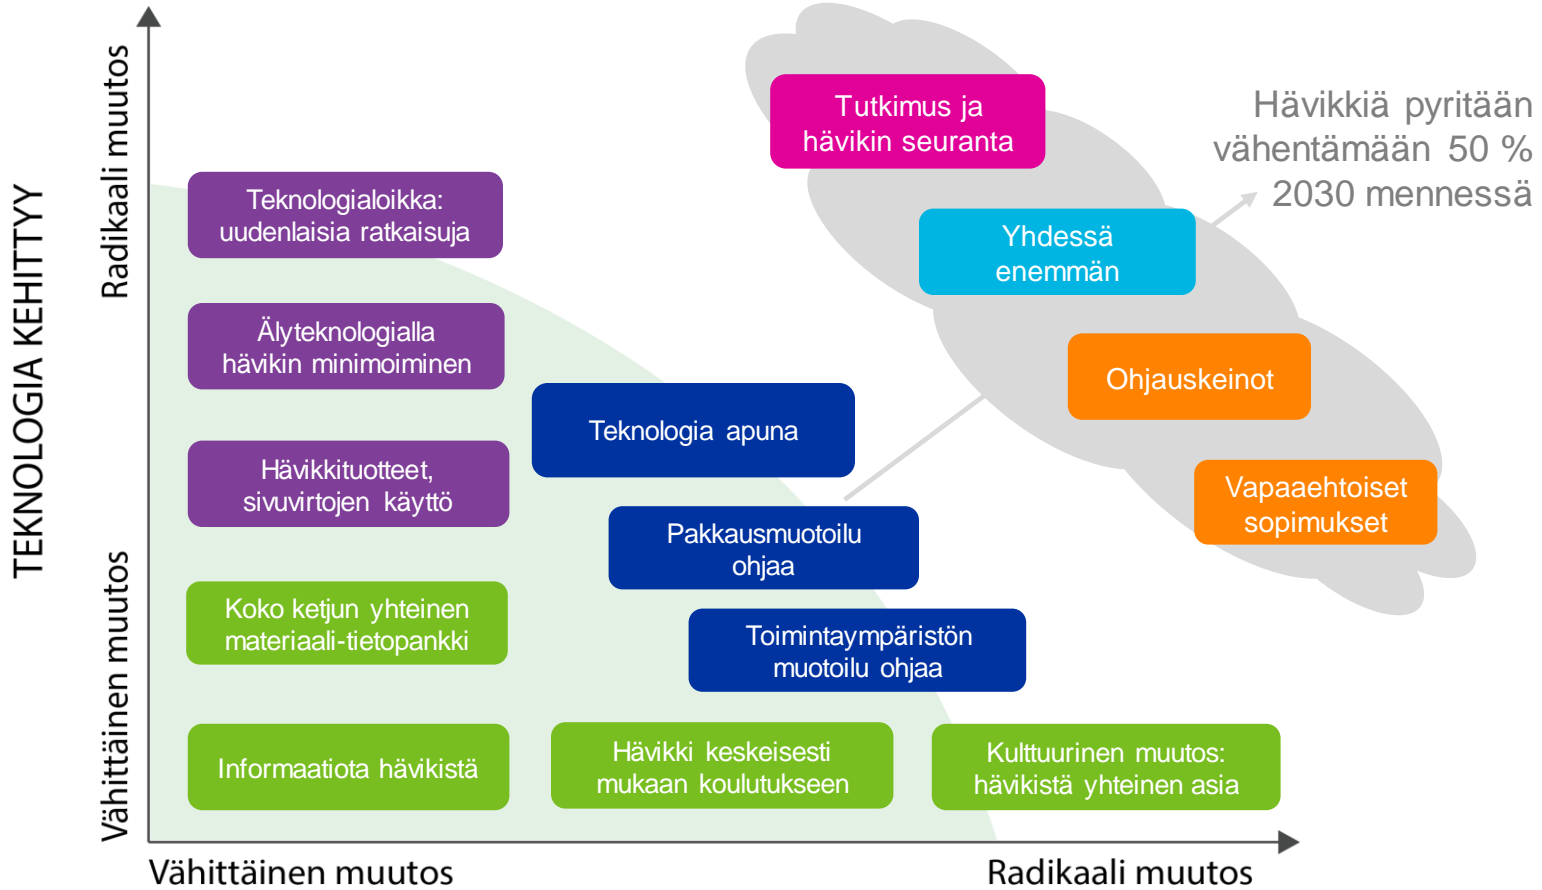 TEKNOLOGIA KEHITTYY
Radikaali muutos
Vähittäinen muutos
Tutkimus ja
hävikin seuranta
Hävikkiä pyritään
vähentämään 50 %
2030 mennessä
Teknologialoikka:
uudenlaisia ratkaisuja
Yhdessä
enemmän
Älyteknologialla
hävikin minimoiminen
Ohjauskeinot
Teknologia apuna
Hävikkituotteet,
sivuvirtojen käyttö
Vapaaehtoiset
sopimukset
Pakkausmuotoilu
ohjaa
Koko ketjun yhteinen
materiaali-tietopankki
Toimintaympäristön
muotoilu ohjaa
Informaatiota hävikistä
Hävikki keskeisesti
mukaan koulutukseen
Kulttuurinen muutos:
hävikistä yhteinen asia
Vähittäinen muutos
Radikaali muutos